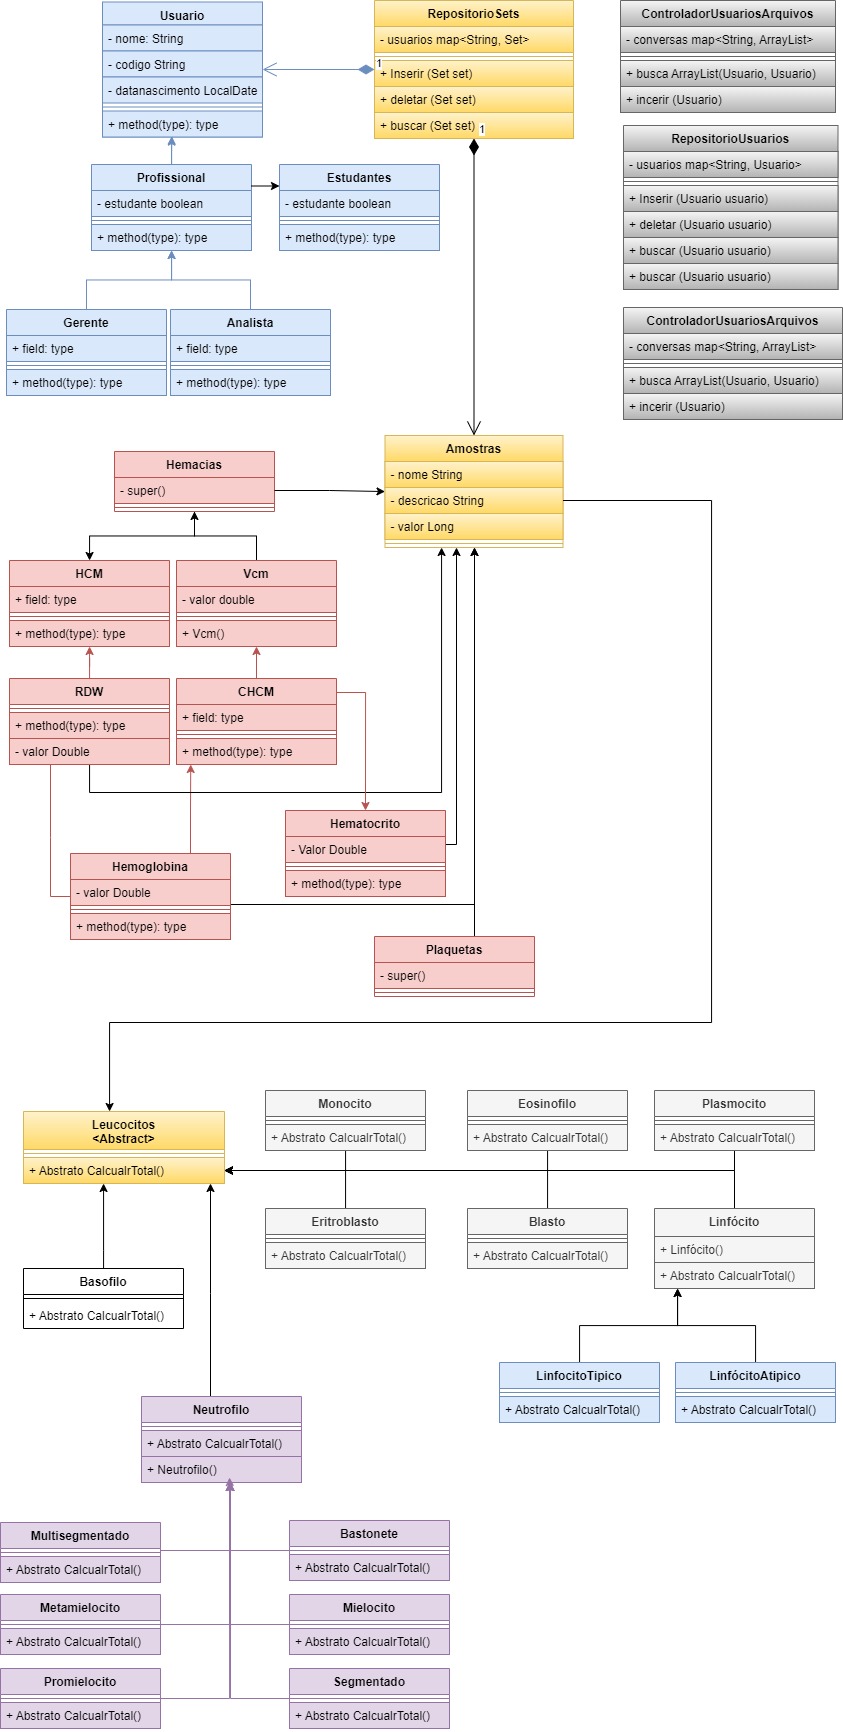 Usuario
- nome: String
- codigo String
- datanascimento LocalDate
+ method(type): type
RepositorioSets
- usuarios map<String, Set>
+ Inserir (Set set)
+ deletar (Set set)
+ buscar (Set set)
1
1
ControladorUsuariosArquivos
- conversas map<String, ArrayList>
+ busca ArrayList(Usuario, Usuario)
+ incerir (Usuario)
RepositorioUsuarios
- usuarios map<String, Usuario>
+ Inserir (Usuario usuario)
+ deletar (Usuario usuario)
+ buscar (Usuario usuario)
+ buscar (Usuario usuario)
ControladorUsuariosArquivos
- conversas map<String, ArrayList>
+ busca ArrayList(Usuario, Usuario)
+ incerir (Usuario)
Profissional
- estudante boolean
+ method(type): type
Estudantes
- estudante boolean
+ method(type): type
Gerente
+ field: type
+ method(type): type
Analista
+ field: type
+ method(type): type
Amostras
- nome String
- descricao String
- valor Long
Hemacias
- super()
HCM
+ field: type
+ method(type): type
Vcm
- valor double
+ Vcm()
RDW
+ method(type): type
- valor Double
CHCM
+ field: type
+ method(type): type
Hematocrito
- Valor Double
+ method(type): type
Hemoglobina
- valor Double
+ method(type): type
Plaquetas
- super()
Leucocitos
<Abstract>
+ Abstrato CalcualrTotal()
Monocito
+ Abstrato CalcualrTotal()
Eosinofilo
+ Abstrato CalcualrTotal()
Plasmocito
+ Abstrato CalcualrTotal()
Eritroblasto
+ Abstrato CalcualrTotal()
Blasto
+ Abstrato CalcualrTotal()
Linfócito
+ Linfócito()
+ Abstrato CalcualrTotal()
Basofilo
+ Abstrato CalcualrTotal()
LinfocitoTipico
+ Abstrato CalcualrTotal()
LinfócitoAtipico
+ Abstrato CalcualrTotal()
Neutrofilo
+ Abstrato CalcualrTotal()
+ Neutrofilo()
Multisegmentado
+ Abstrato CalcualrTotal()
Bastonete
+ Abstrato CalcualrTotal()
Metamielocito
+ Abstrato CalcualrTotal()
Mielocito
+ Abstrato CalcualrTotal()
Promielocito
+ Abstrato CalcualrTotal()
Segmentado
+ Abstrato CalcualrTotal()